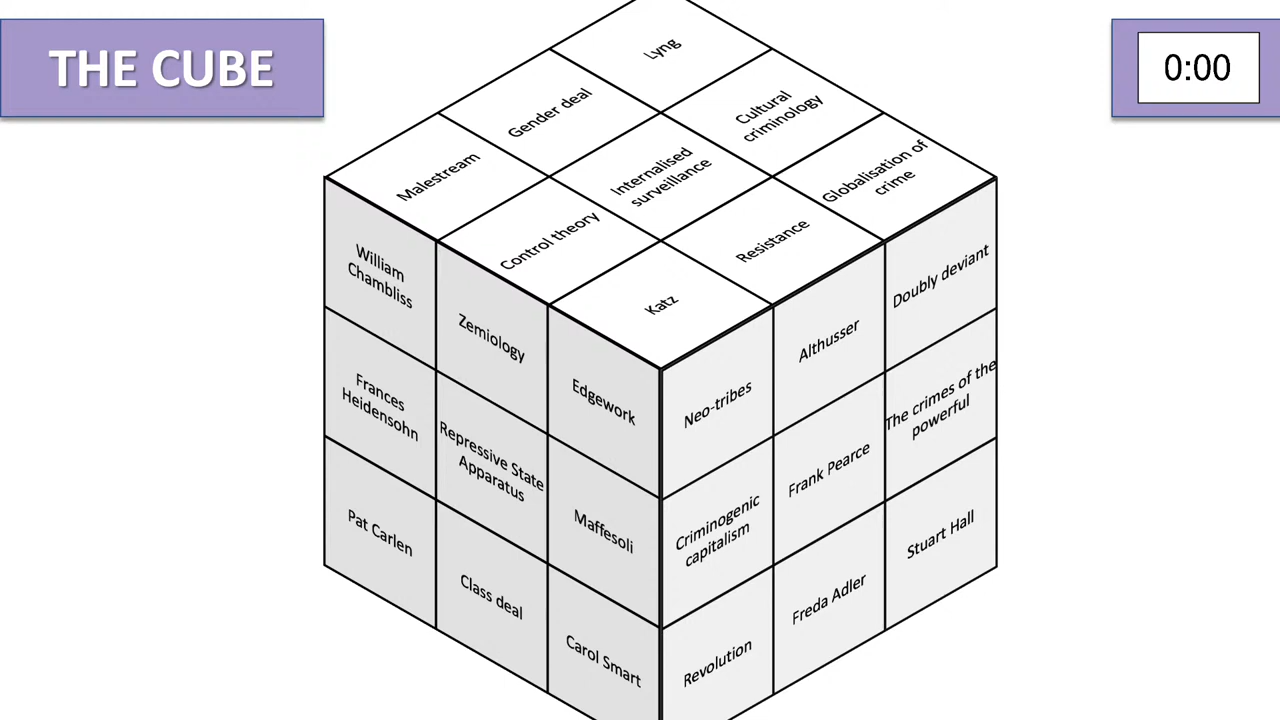 THE CUBE
0:00
Lyng
Gender deal
Cultural
criminology
Malestream
Internalised
surveillance
Globalisation of
crime
Control theory
Resistance
Katz
William
Chambliss
Zemiology
Edgework
Frances
Heidensohn
Repressive State
Apparatus
Maffesoli
Pat Carlen
Class deal
Carol Smart
Neo-tribes
Althusser
Doubly deviant
Criminogenic
capitalism
Frank Pearce
The crimes of the
powerful
Revolution
Freda Adler
Stuart Hall